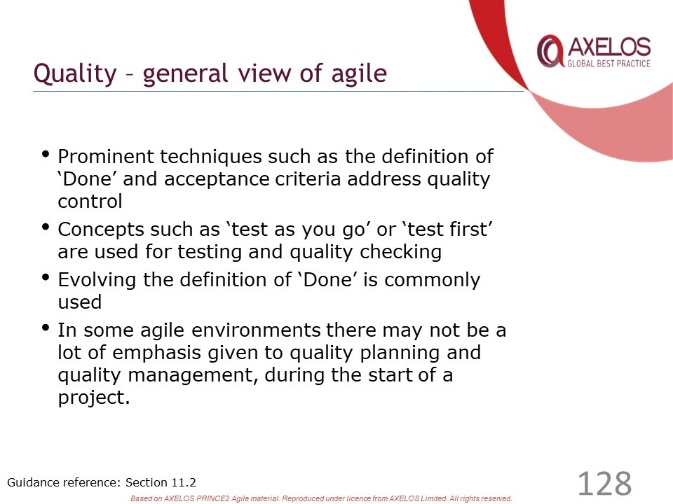 AXELOS
GLOBAL BEST PRACTICE
Quality – general view of agile
• Prominent techniques such as the definition of
‘Done’ and acceptance criteria address quality
control
• Concepts such as ‘test as you go’ or ‘test first’
are used for testing and quality checking
• Evolving the definition of ‘Done’ is commonly
used
• In some agile environments there may not be a
lot of emphasis given to quality planning and
quality management, during the start of a
project.
Guidance reference: Section 11.2
128
Based on AXELOS PRINCE2 Agile material. Reproduced under licence from AXELOS Limited. All rights reserved.